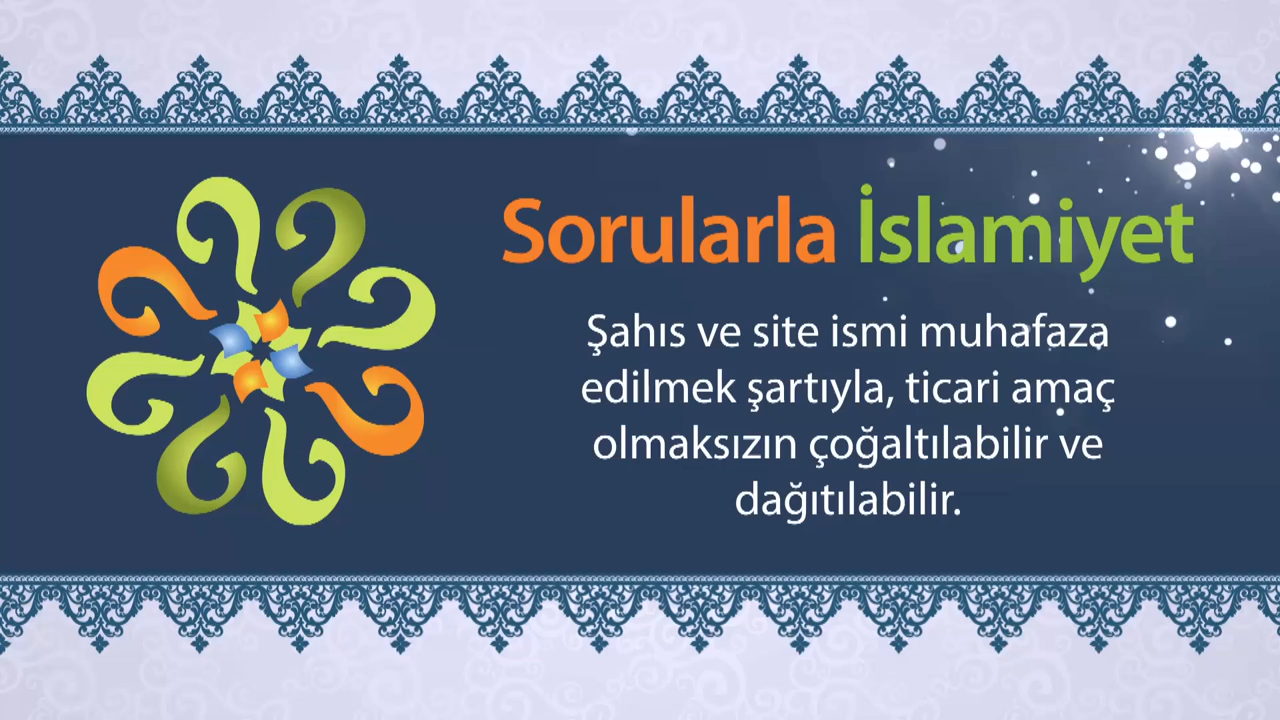 Sorularla İslamiyet
Şahıs ve site ismi muhafaza
edilmek şartıyla, ticari amaç
olmaksızın çoğaltılabilir ve
dağıtılabilir.